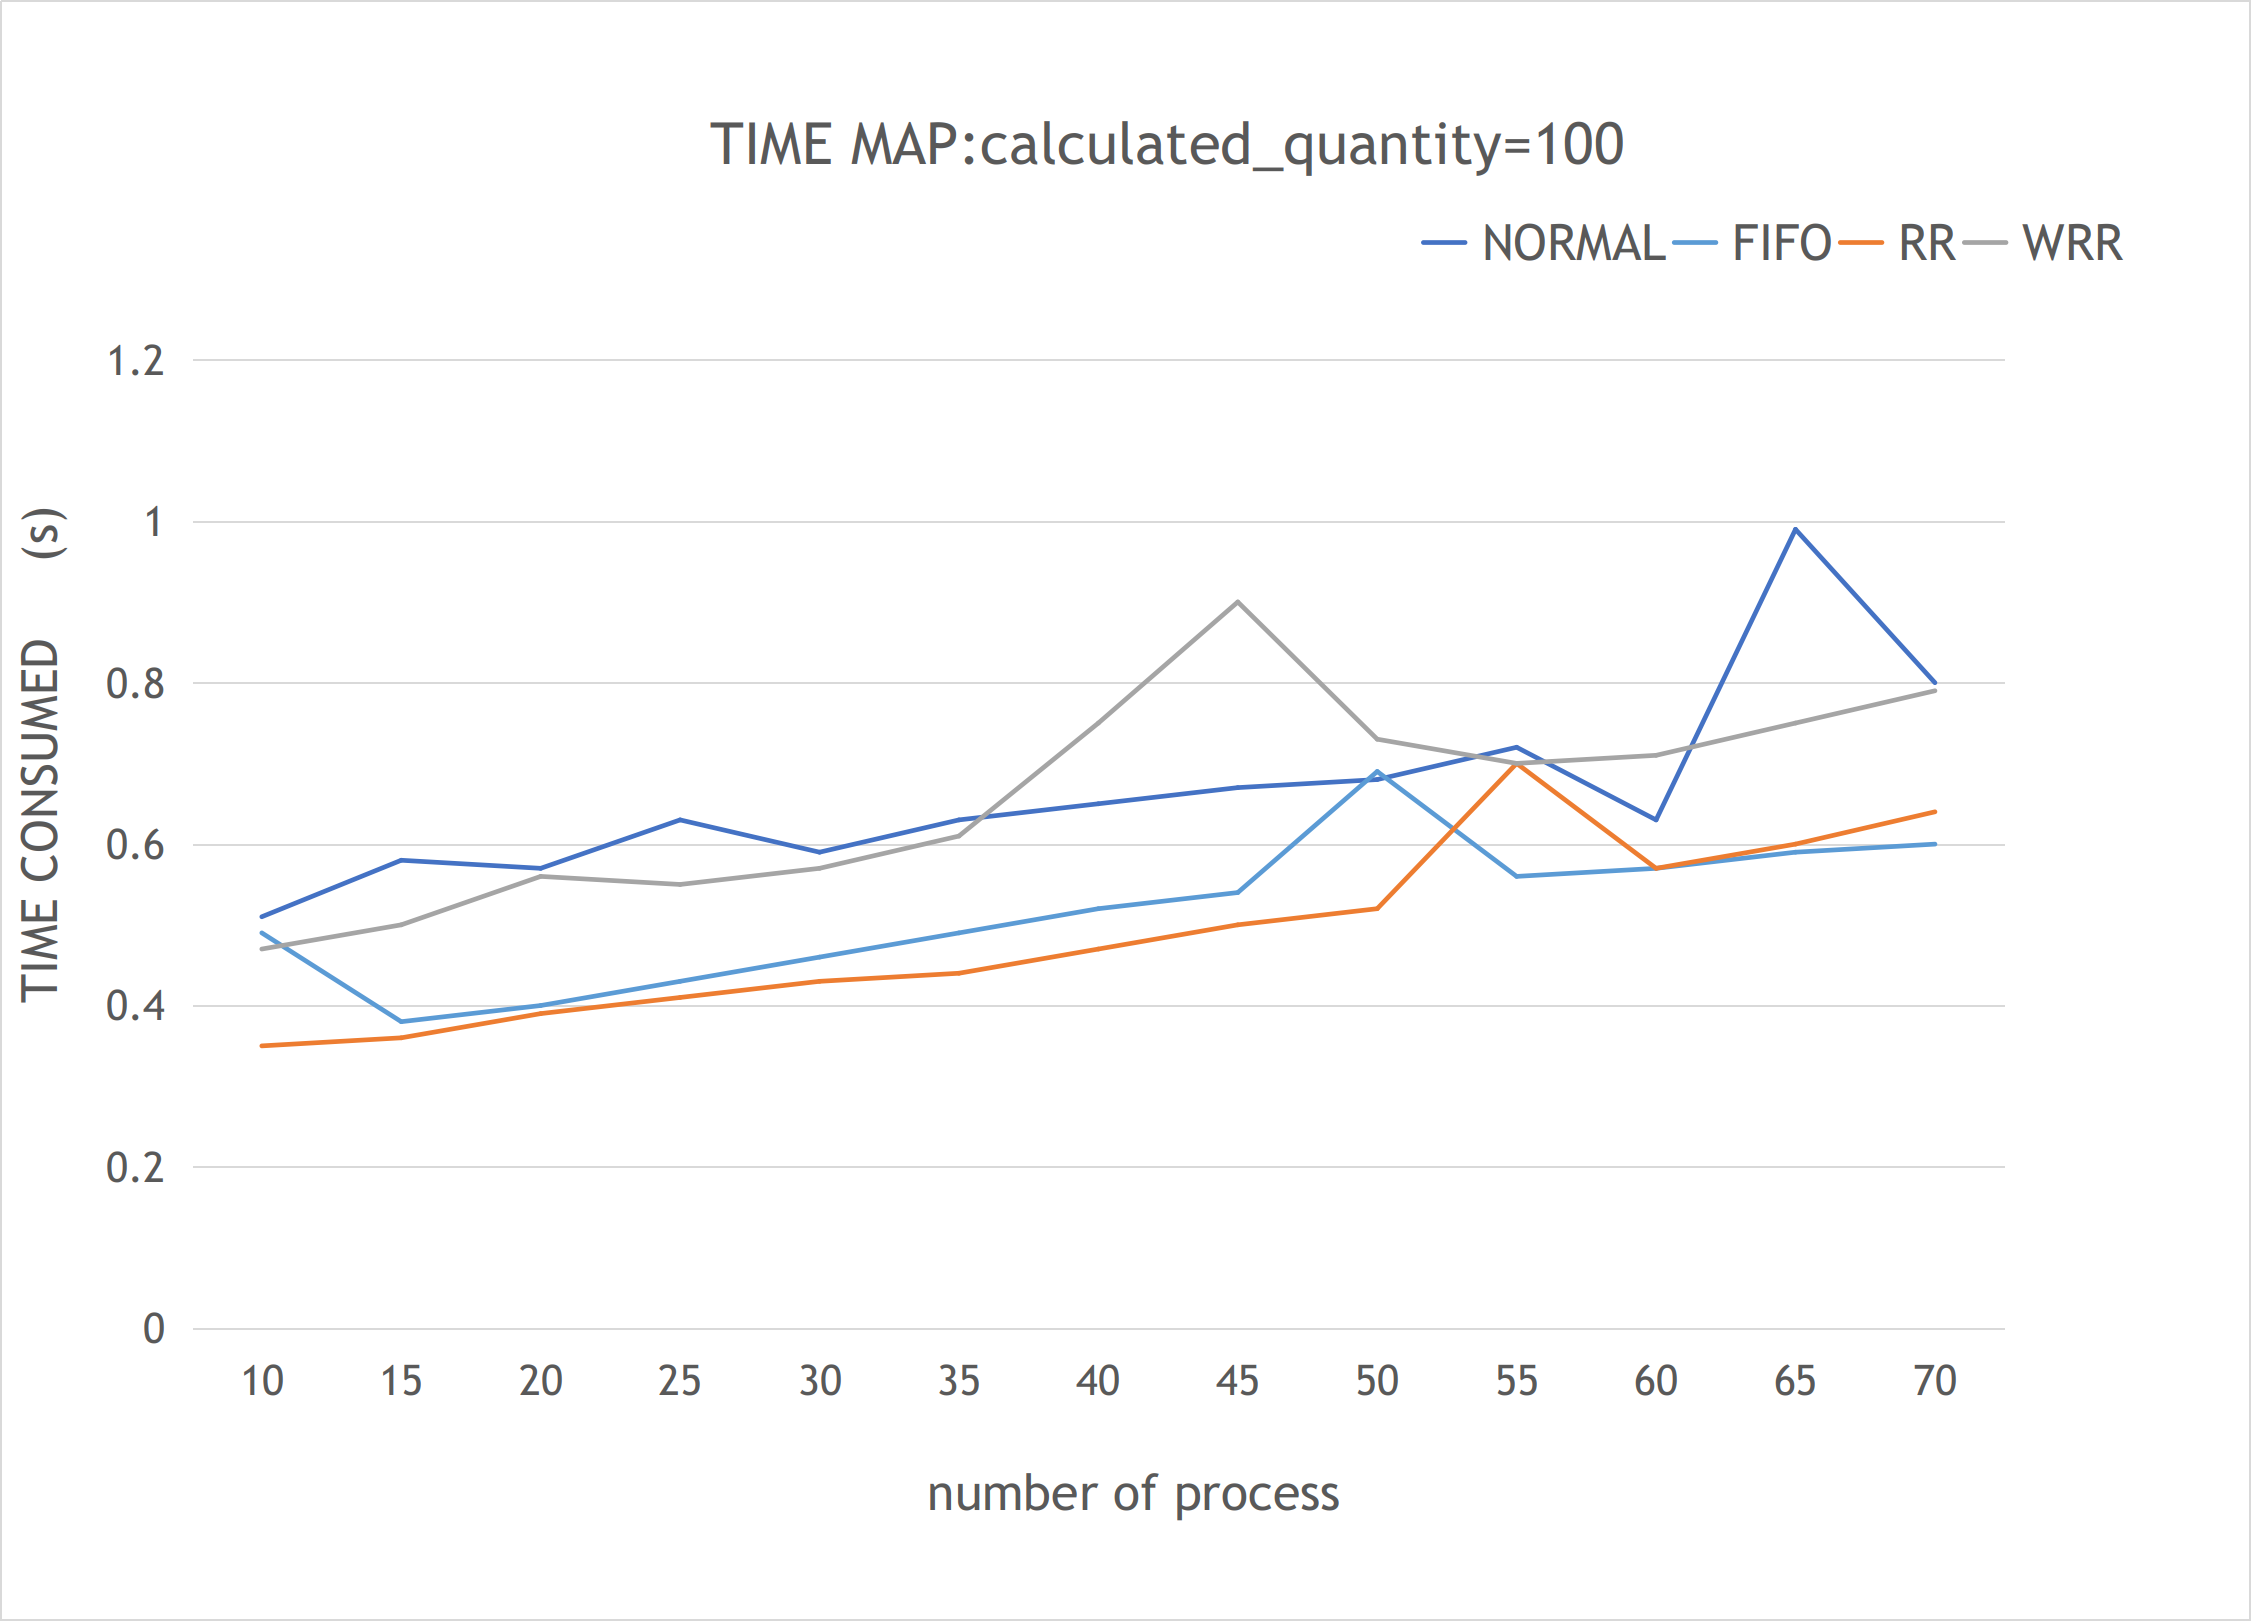 TIME MAP:calculated_quantity=100
NORMAL FIFO RR WRR
TIME CONSUMED (s)
1.2
1
0.8
0.6
0.4
0.2
0
10 15 20 25 30 35 40 45 50 55 60 65 70
number of process